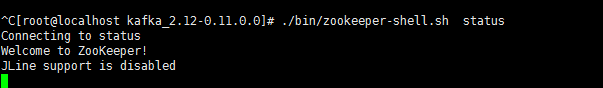 ^C[root@localhost kafka_2.12-0.11.0.0]# ./bin/zookeeper-shell.sh  status
Connecting to status
Welcome to ZooKeeper!
JLine support is disabled